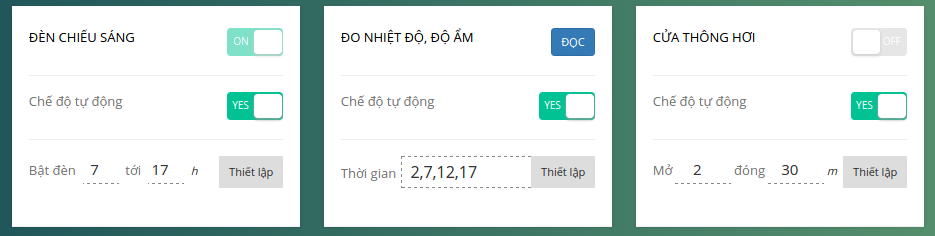 ĐÈN CHIẾU SÁNG ON
Chế độ tự động YES
Bật đèn 7 tới 17 h Thiết lập
ĐO NHIỆT ĐỘ, ĐỘ ẨM ĐỌC
Chế độ tự động YES
Thời gian 2,7,12,17 Thiết lập
CỬA THÔNG HƠI OFF
Chế độ tự động YES
Mở 2 đóng 30 m Thiết lập